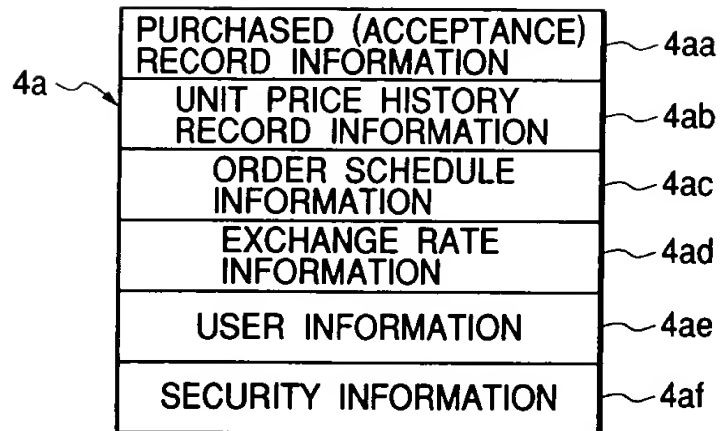 PURCHASED (ACCEPTANCE)
RECORD INFORMATION
4aa
4a
UNIT PRICE HISTORY
RECORD INFORMATION
4ab
ORDER SCHEDULE
INFORMATION
4ac
EXCHANGE RATE
INFORMATION
4ad
USER INFORMATION
4ae
SECURITY INFORMATION
4af